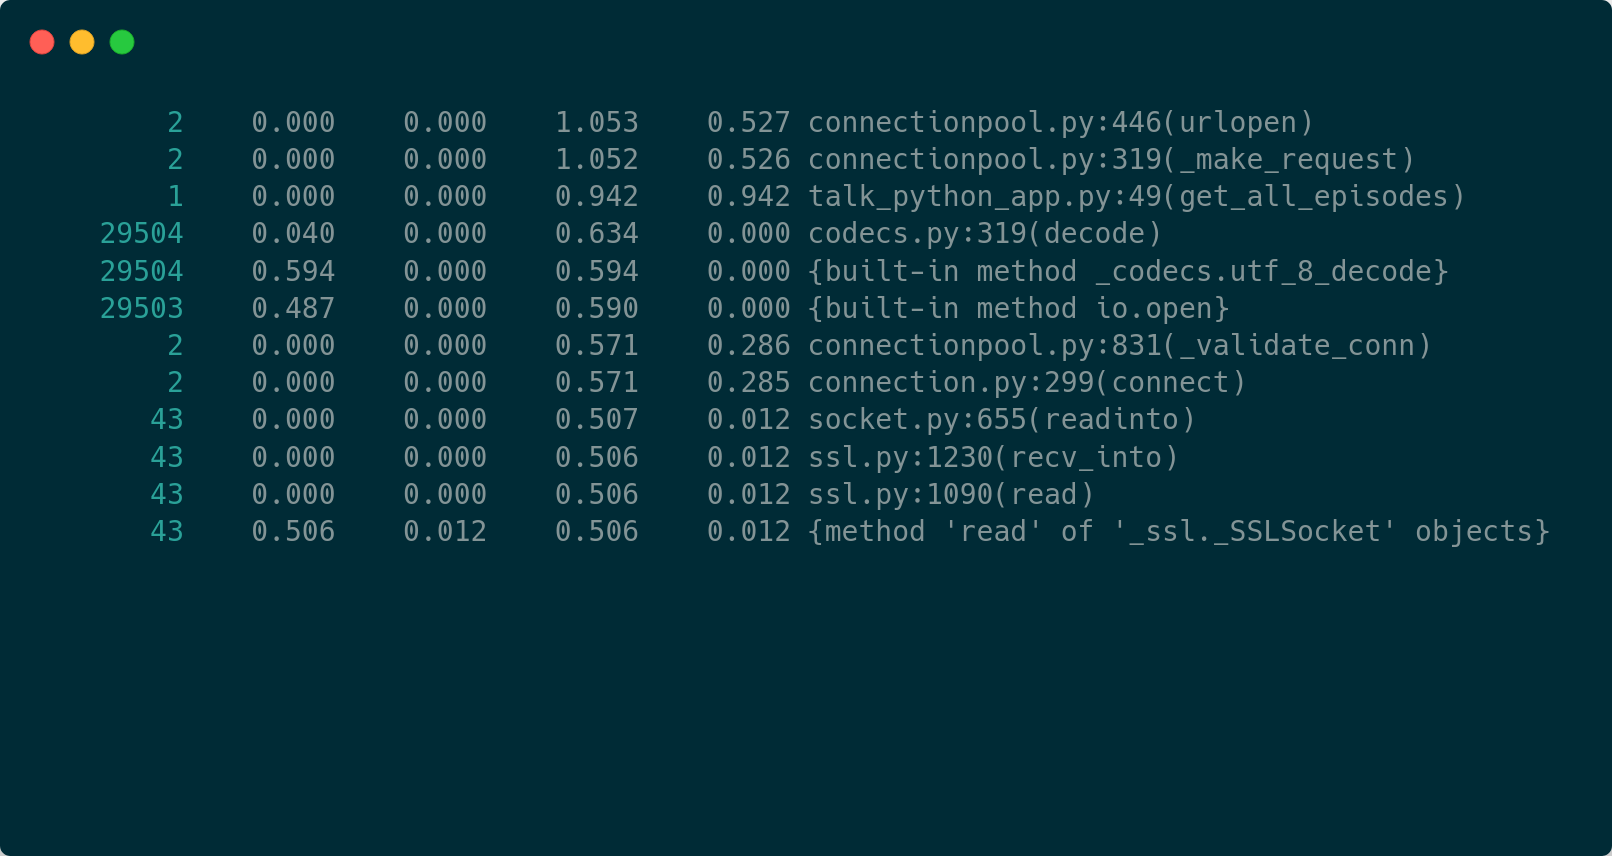 2    0.000    0.000    1.053    0.527 connectionpool.py:446(urlopen)
2    0.000    0.000    1.052    0.526 connectionpool.py:319(_make_request)
1    0.000    0.000    0.942    0.942 talk_python_app.py:49(get_all_episodes)
29504    0.040    0.000    0.634    0.000 codecs.py:319(decode)
29504    0.594    0.000    0.594    0.000 {built-in method _codecs.utf_8_decode}
29503    0.487    0.000    0.590    0.000 {built-in method io.open}
2    0.000    0.000    0.571    0.286 connectionpool.py:831(_validate_conn)
2    0.000    0.000    0.571    0.285 connection.py:299(connect)
43    0.000    0.000    0.507    0.012 socket.py:655(readinto)
43    0.000    0.000    0.506    0.012 ssl.py:1230(recv_into)
43    0.000    0.000    0.506    0.012 ssl.py:1090(read)
43    0.506    0.012    0.506    0.012 {method 'read' of '_ssl._SSLSocket' objects}